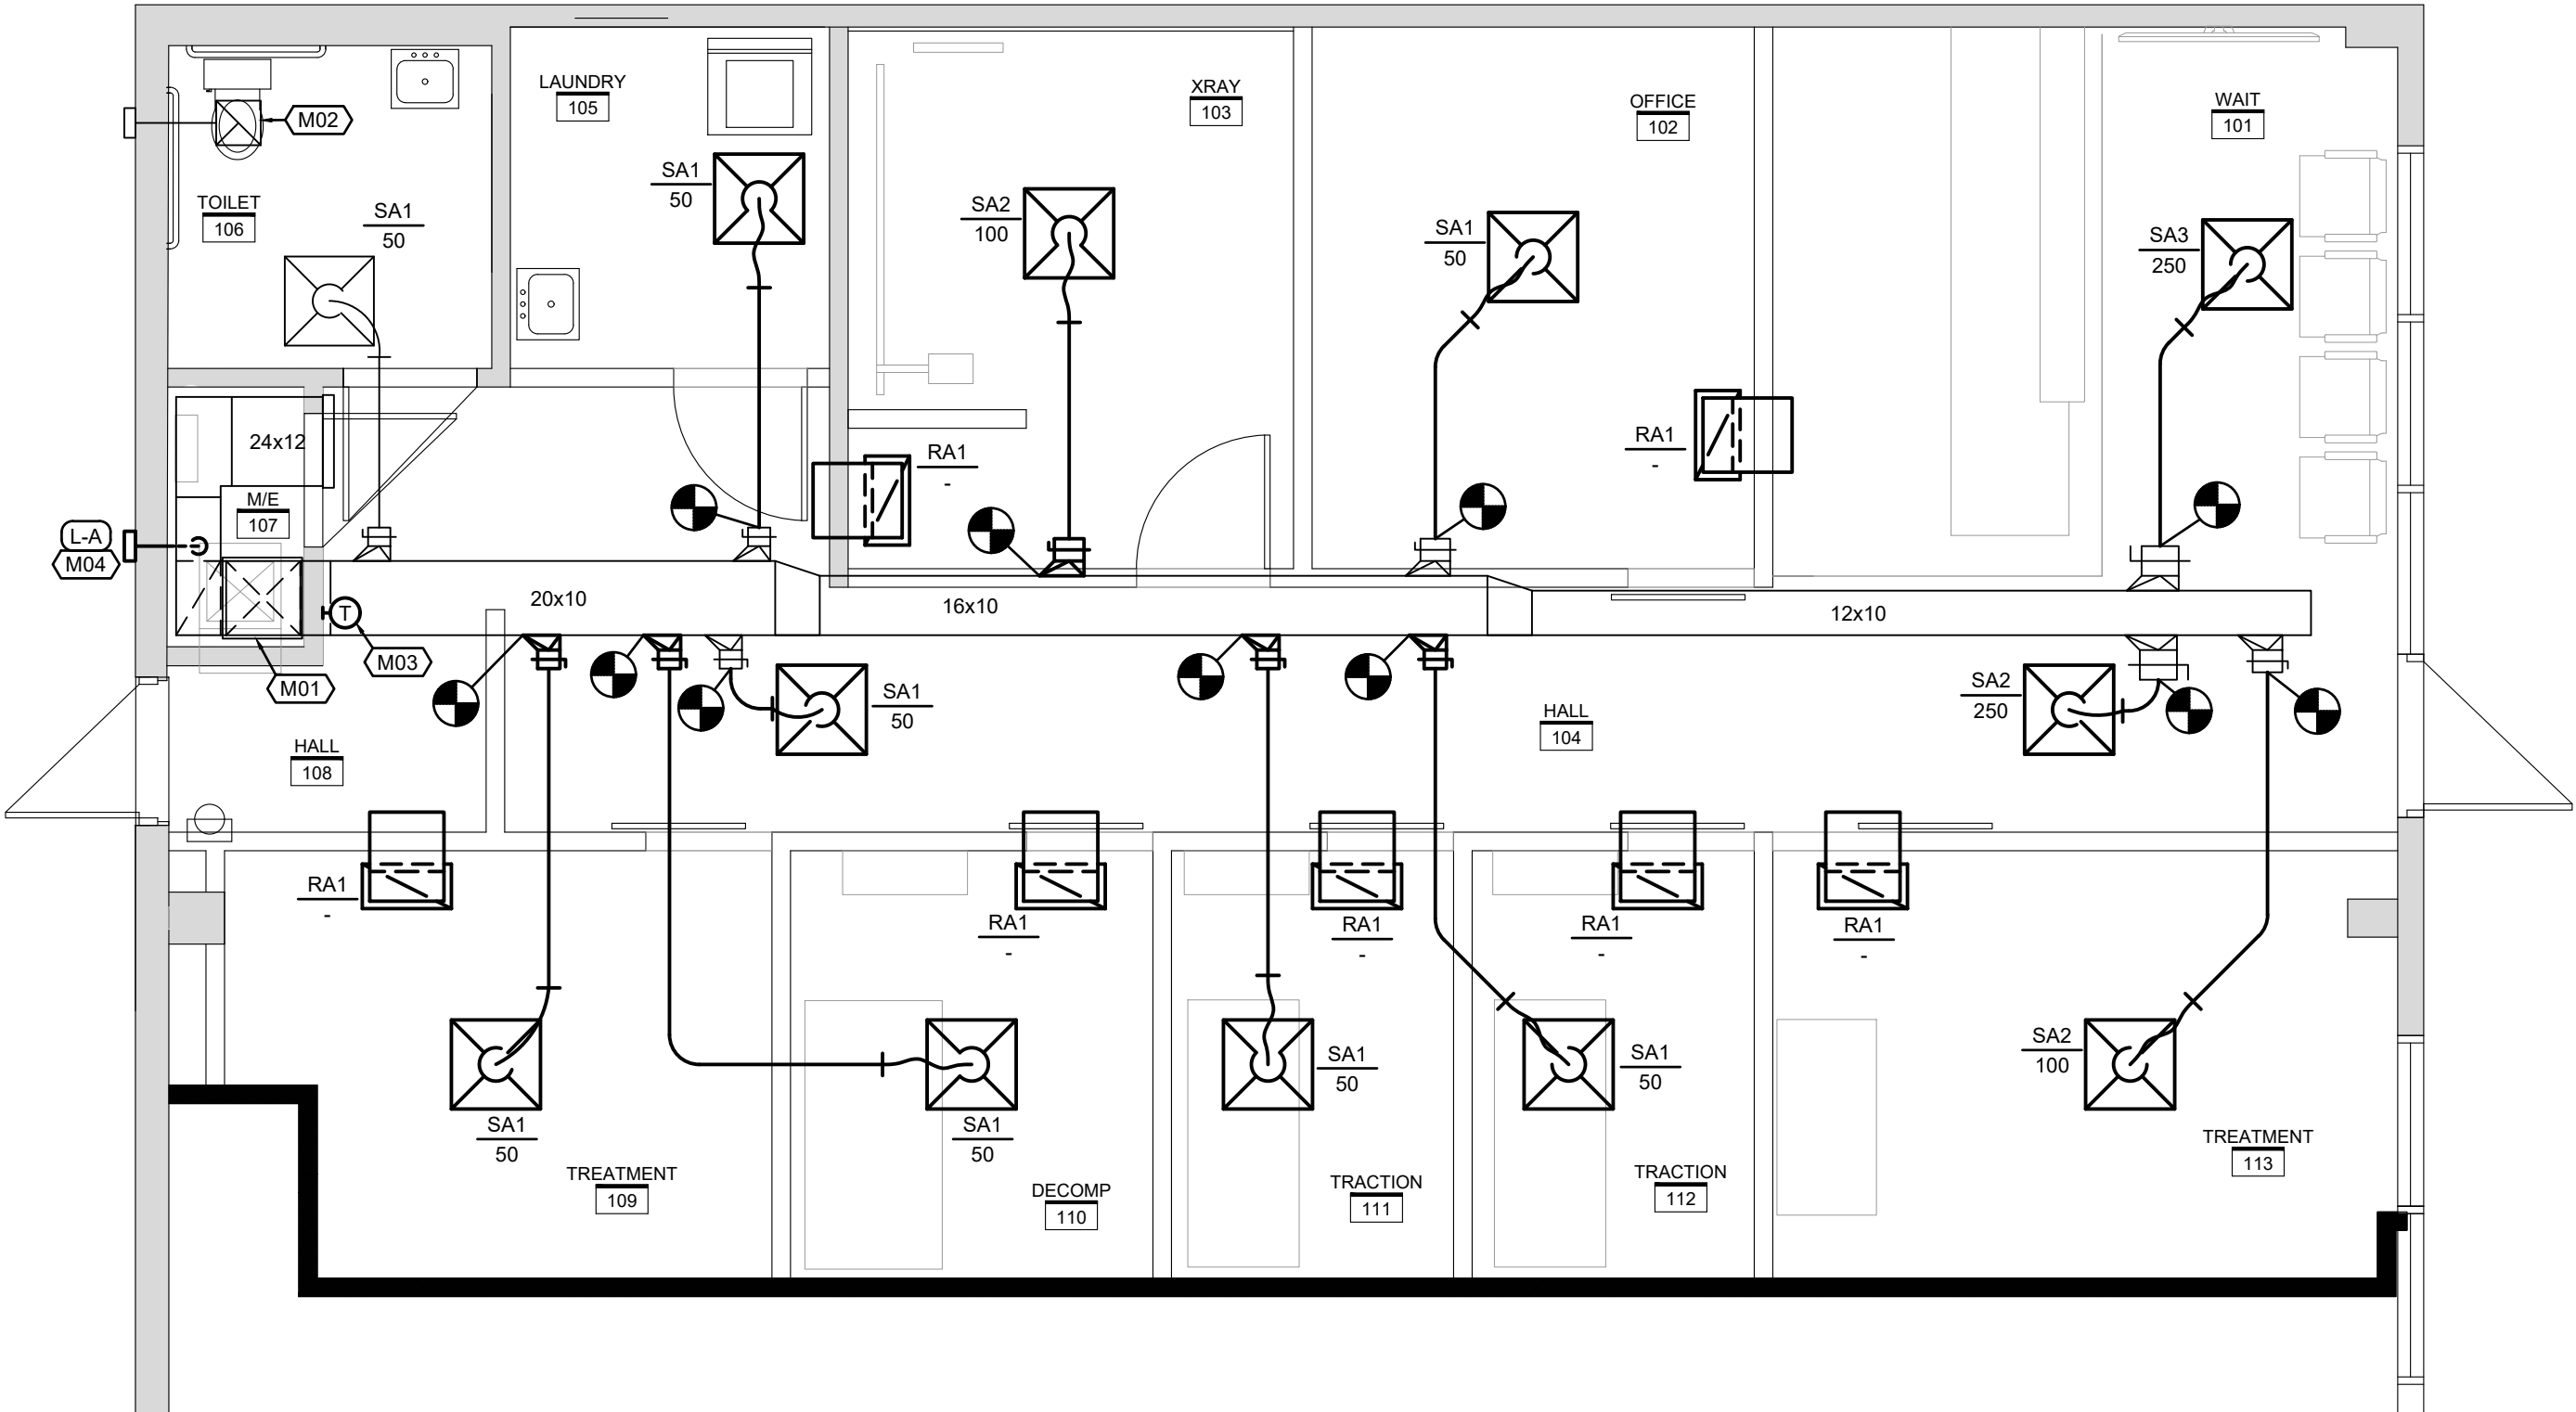 LAUNDRY
105
XRAY
103
OFFICE
102
WAIT
101
M02
TOILET
106
SA1
50
SA1
50
SA2
100
SA1
50
SA3
250
24x12
M/E
107
RA1
-
RA1
-
L-A
M04
T
M03
M01
20x10
16x10
12x10
HALL
108
SA1
50
HALL
104
SA2
250
RA1
-
RA1
-
RA1
-
RA1
-
RA1
-
SA1
50
SA1
50
SA1
50
SA1
50
SA2
100
TREATMENT
109
DECOMP
110
TRACTION
111
TRACTION
112
TREATMENT
113